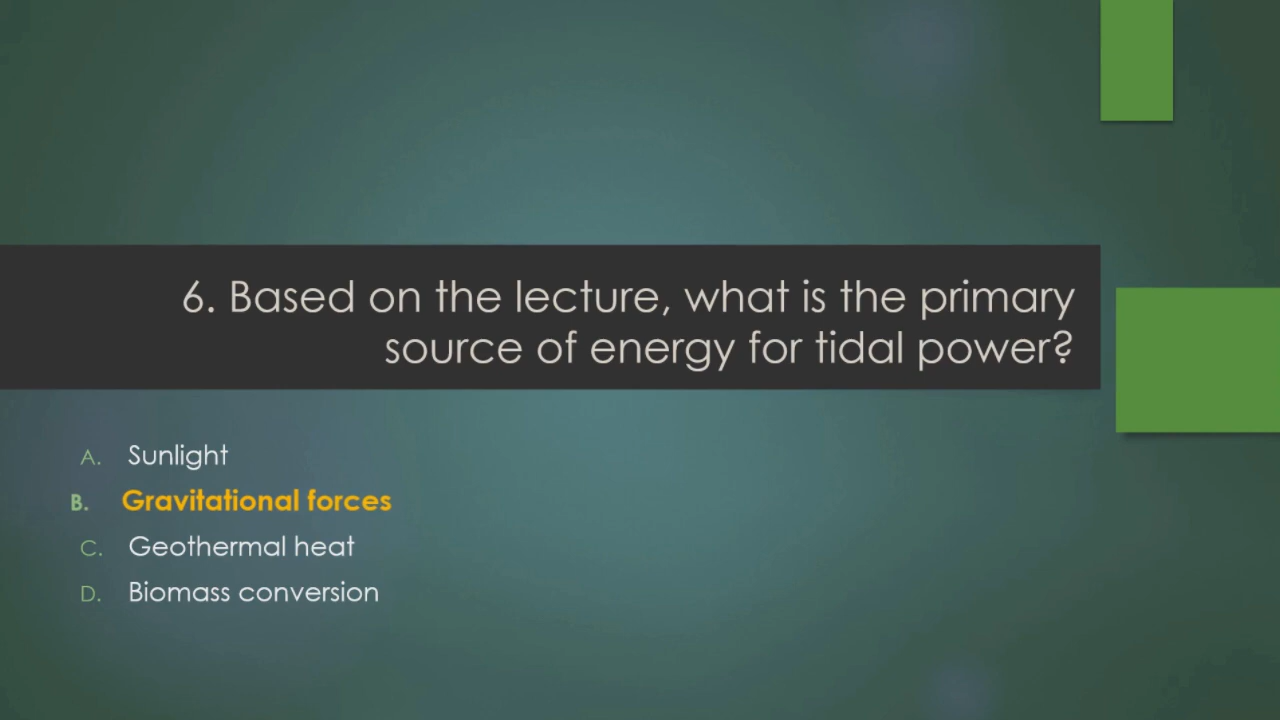 6. Based on the lecture, what is the primary
source of energy for tidal power?
A. Sunlight
B. Gravitational forces
C. Geothermal heat
D. Biomass conversion